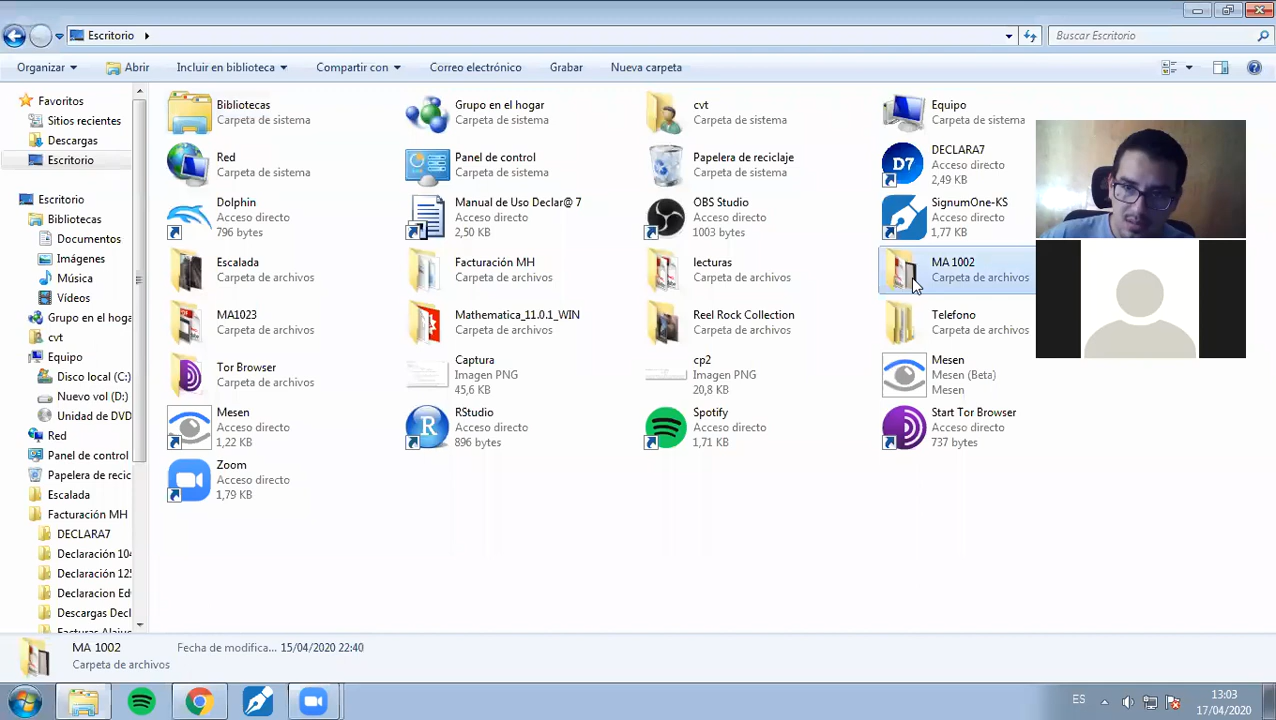 Escritorio
Buscar Escritorio
Organizar
Abrir
Incluir en biblioteca
Compartir con
Correo electrónico
Grabar
Nueva carpeta
Favoritos
Sitios recientes
Descargas
Escritorio
Escritorio
Bibliotecas
Documentos
Imágenes
Música
Vídeos
Grupo en el hoga
cvt
Equipo
Disco local (C:)
Nuevo vol (D:)
Unidad de DVD
Red
Panel de control
Papelera de recic
Escalada
Facturación MH
DECLARA7
Declaración 104
Declaración 125
Declaracion Ed
Descargas Decl
Facturas Alajue
Bibliotecas
Carpeta de sistema
Grupo en el hogar
Carpeta de sistema
cvt
Carpeta de sistema
Equipo
Carpeta de sistema
Red
Carpeta de sistema
Panel de control
Carpeta de sistema
Papelera de reciclaje
Carpeta de sistema
D7
DECLARA7
Acceso directo
2,49 KB
Dolphin
Acceso directo
796 bytes
Manual de Uso Declar@ 7
Acceso directo
2,50 KB
OBS Studio
Acceso directo
1003 bytes
SignumOne-KS
Acceso directo
1,77 KB
Escalada
Carpeta de archivos
Facturación MH
Carpeta de archivos
lecturas
Carpeta de archivos
MA 1002
Carpeta de archivos
MA1023
Carpeta de archivos
Mathematica_11.0.1_WIN
Carpeta de archivos
Reel Rock Collection
Carpeta de archivos
Telefono
Carpeta de archivos
Tor Browser
Carpeta de archivos
Captura
Imagen PNG
45,6 KB
cp2
Imagen PNG
20,8 KB
Mesen
Mesen (Beta)
Mesen
Mesen
Acceso directo
1,22 KB
R
RStudio
Acceso directo
896 bytes
Spotify
Acceso directo
1,71 KB
Start Tor Browser
Acceso directo
737 bytes
Zoom
Acceso directo
1,79 KB
MA 1002
Fecha de modifica... 15/04/2020 22:40
Carpeta de archivos
ES
13:03
17/04/2020